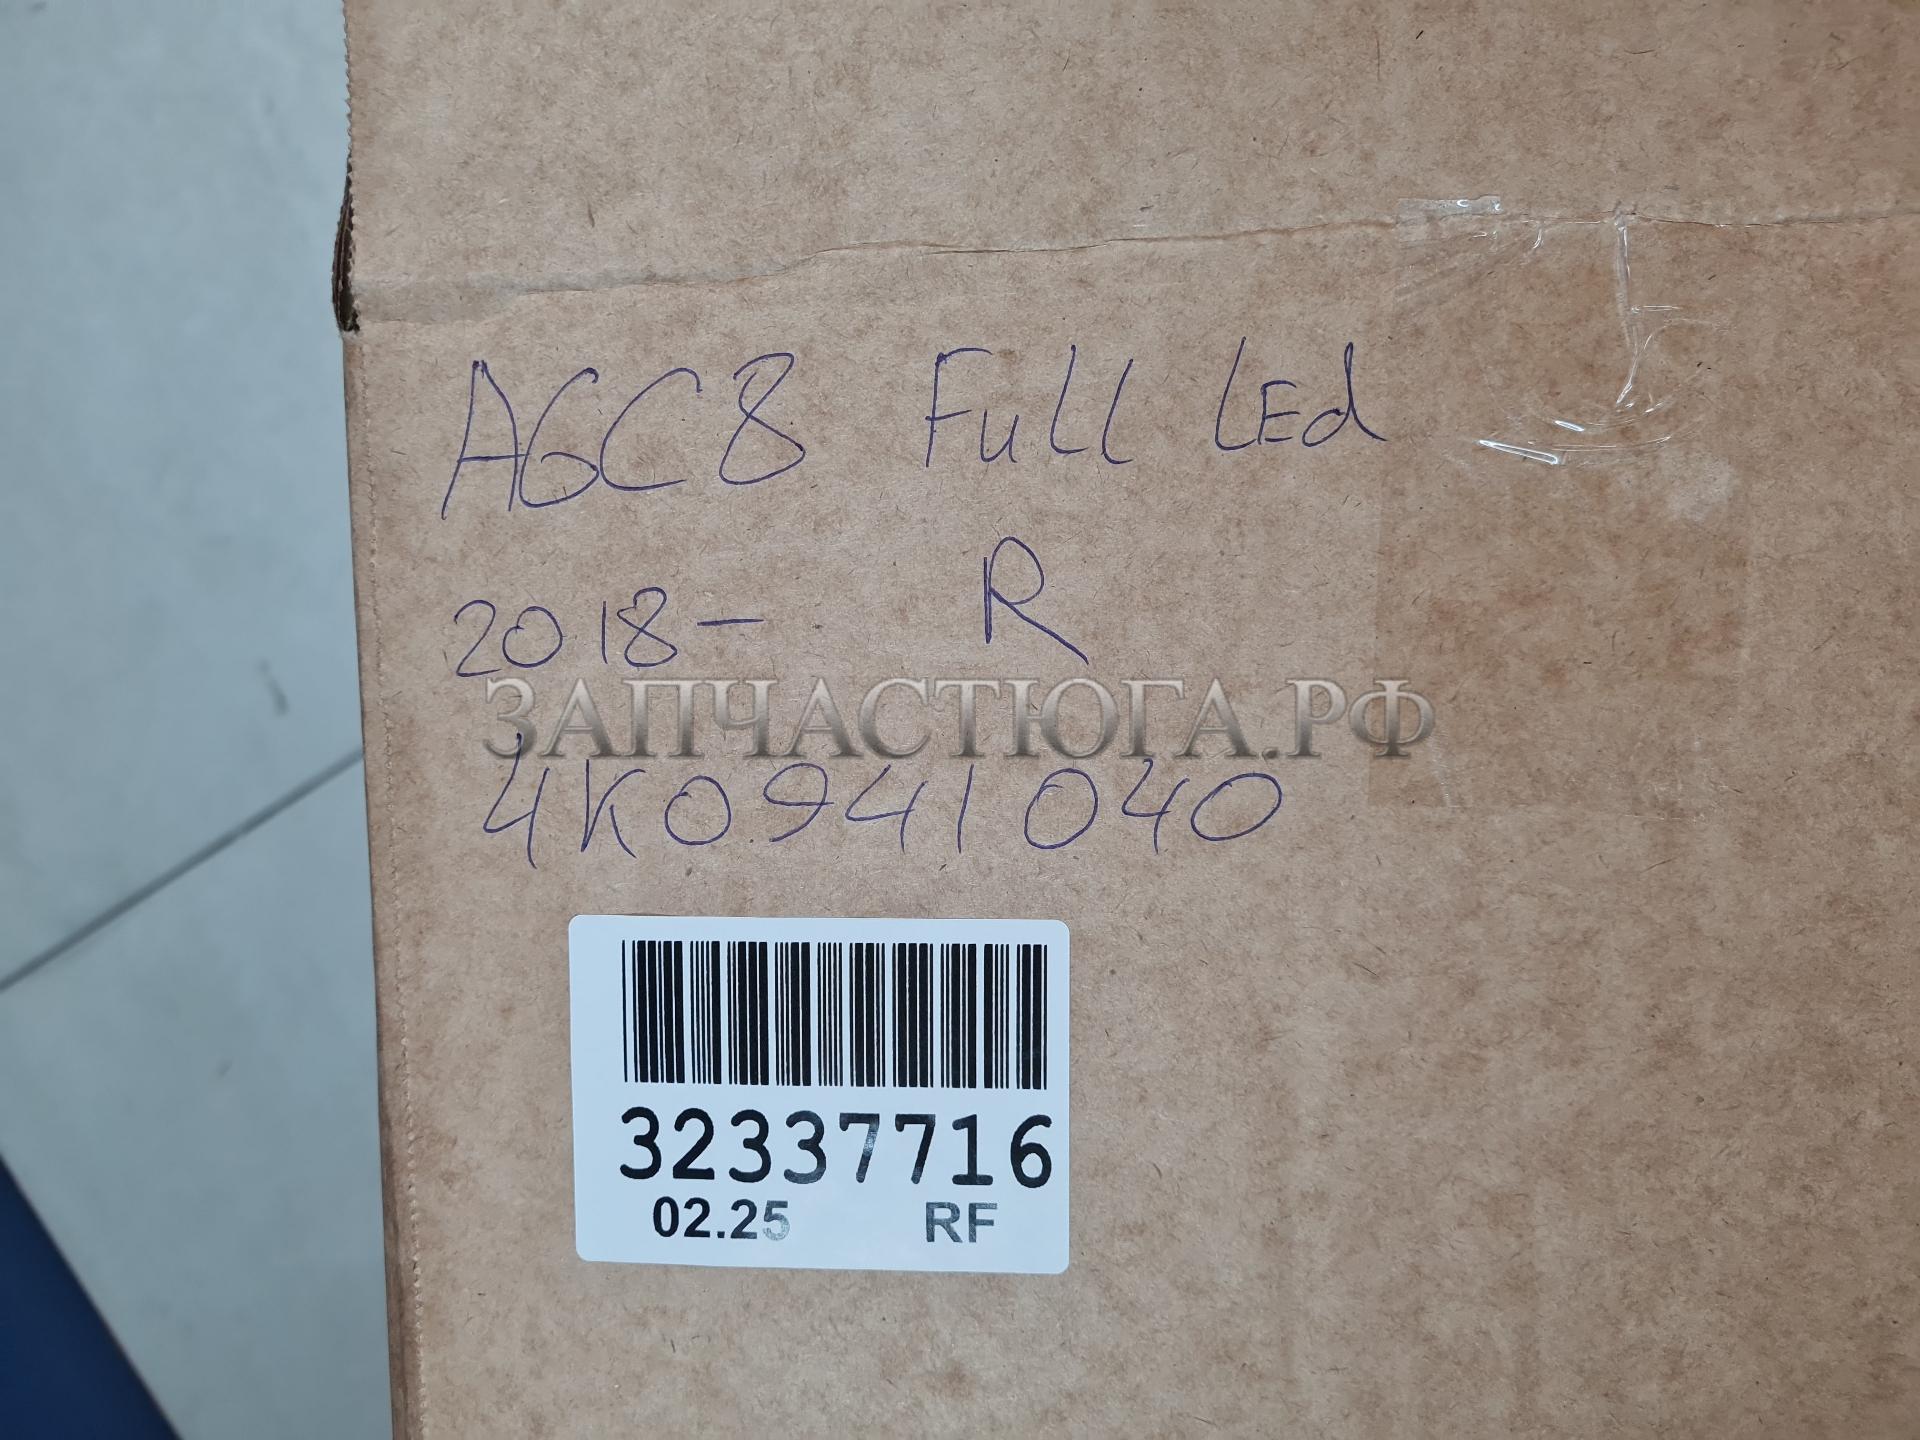 A6C8 Full LEd
2018- R
ЗАПЧАСТЮГА.РФ
4K0941040
32337716
02.25 RF